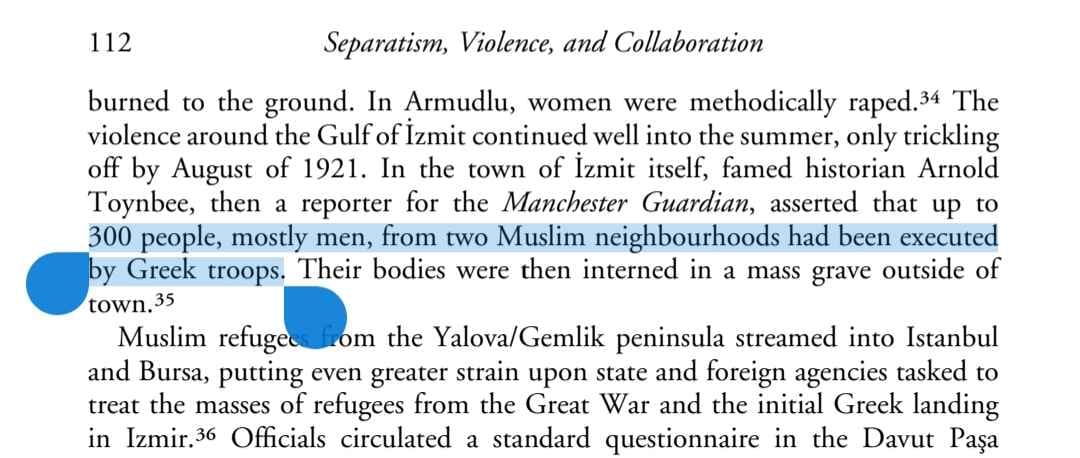 112 Separatism, Violence, and Collaboration
burned to the ground. In Armudlu, women were methodically raped.³⁴ The
violence around the Gulf of İzmit continued well into the summer, only trickling
off by August of 1921. In the town of İzmit itself, famed historian Arnold
Toynbee, then a reporter for the Manchester Guardian, asserted that up to
300 people, mostly men, from two Muslim neighbourhoods had been executed
by Greek troops. Their bodies were then interned in a mass grave outside of
town.³⁵
Muslim refugees from the Yalova/Gemlik peninsula streamed into Istanbul
and Bursa, putting even greater strain upon state and foreign agencies tasked to
treat the masses of refugees from the Great War and the initial Greek landing
in Izmir.³⁶ Officials circulated a standard questionnaire in the Davut Paşa